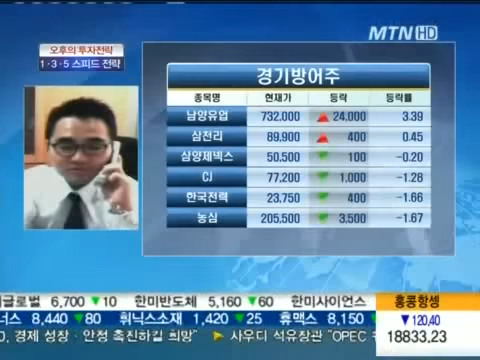 오후의 투자전략
1·3·5 스피드 전략
MTN HD
경기방어주
종목명 현재가 등락 등락률
남양유업 732,000 ▲ 24,000 3.39
삼천리 89,900 ▲ 400 0.45
삼양제넥스 50,500 ▼ 100 -0.20
CJ 77,200 ▼ 1,000 -1.28
한국전력 23,750 ▼ 400 -1.66
농심 205,500 ▼ 3,500 -1.67
글로벌 6,700 ▼10 한미반도체 5,160 ▼60 한미사이언스
너스 8,440 ▼80 휘닉스소재 1,420 ▼25 휴맥스 8,150
0, 경제 성장·안정 촉진하길 희망" ▶ 사우디 석유장관 "OPEC
홍콩항셍
▼120,40
18833.23